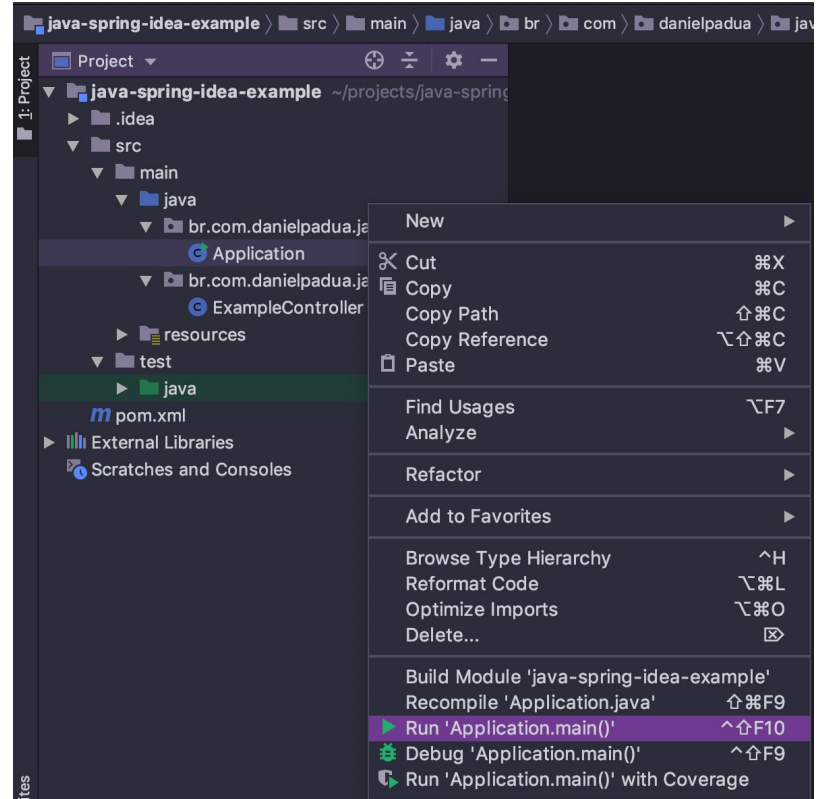 java-spring-idea-example 〉 src 〉 main 〉 java 〉 br 〉 com 〉 danielpadua 〉 jav
1: Project
Project
java-spring-idea-example ~/projects/java-spring
.idea
src
main
java
br.com.danielpadua.ja
Application
br.com.danielpadua.ja
ExampleController
resources
test
java
pom.xml
External Libraries
Scratches and Consoles
New
Cut ⌘X
Copy ⌘C
Copy Path ⇧⌘C
Copy Reference ⌥⇧⌘C
Paste ⌘V
Find Usages ⌥F7
Analyze
Refactor
Add to Favorites
Browse Type Hierarchy ^H
Reformat Code ⌥⌘L
Optimize Imports ⌥⌘O
Delete... ⌦
Build Module 'java-spring-idea-example'
Recompile 'Application.java' ⇧⌘F9
Run 'Application.main()' ^⇧F10
Debug 'Application.main()' ^⇧F9
Run 'Application.main()' with Coverage
ites